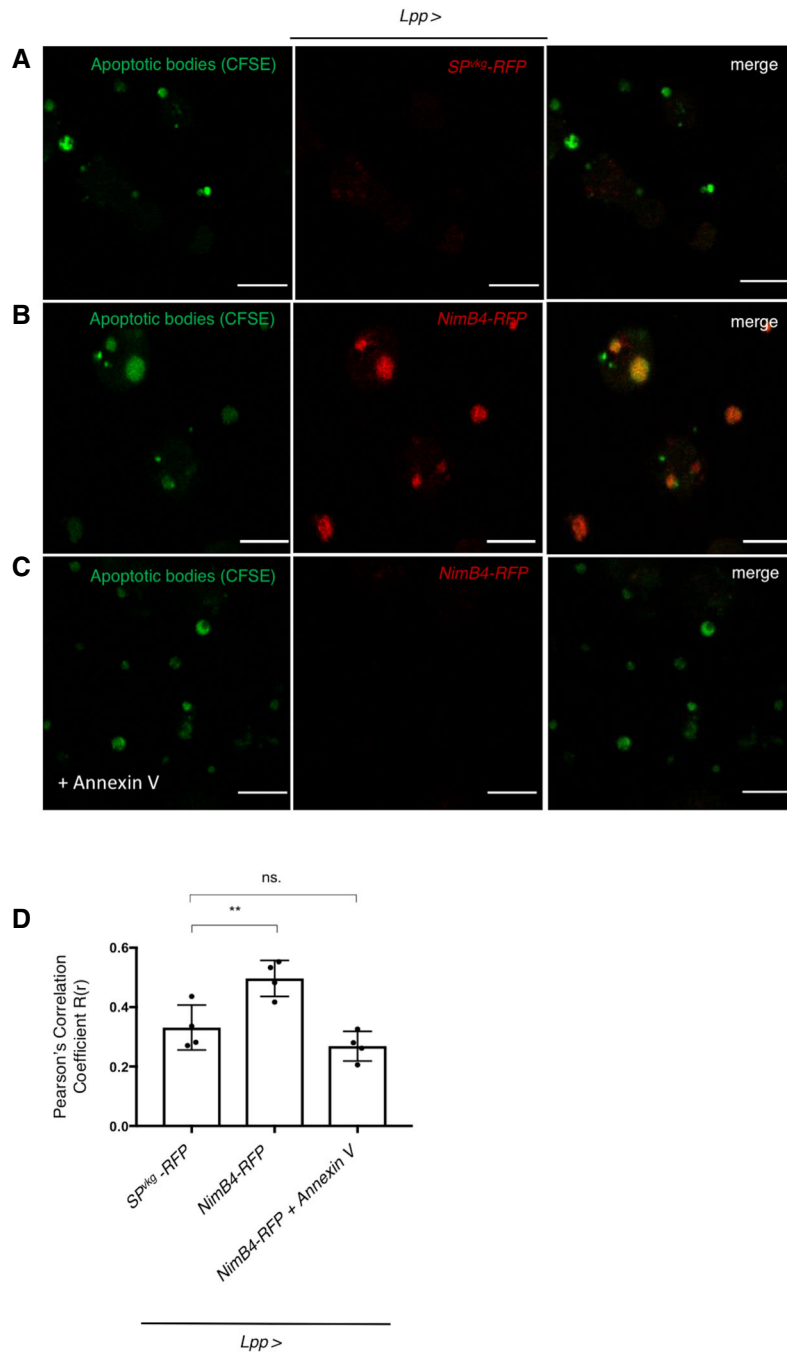 Lpp >
A
Apoptotic bodies (CFSE)
SPvkg-RFP
merge
B
Apoptotic bodies (CFSE)
NimB4-RFP
merge
C
Apoptotic bodies (CFSE)
NimB4-RFP
merge
+ Annexin V
D
ns.
**
Pearson's Correlation
Coefficient R(r)
0.6
0.4
0.2
0.0
SPvkg -RFP
NimB4-RFP
NimB4-RFP + Annexin V
Lpp >